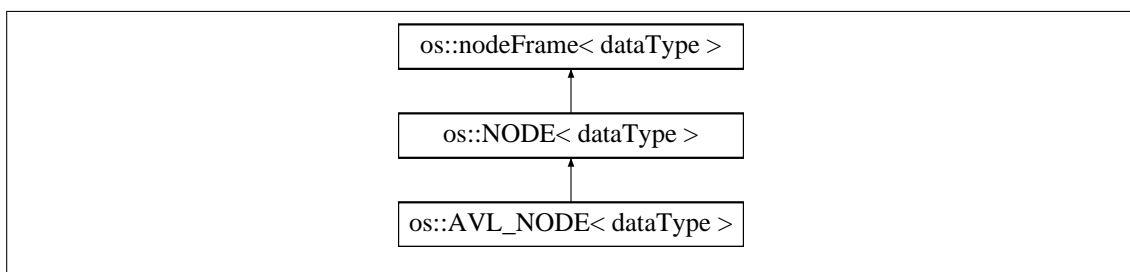 os::nodeFrame< dataType >
os::NODE< dataType >
os::AVL_NODE< dataType >